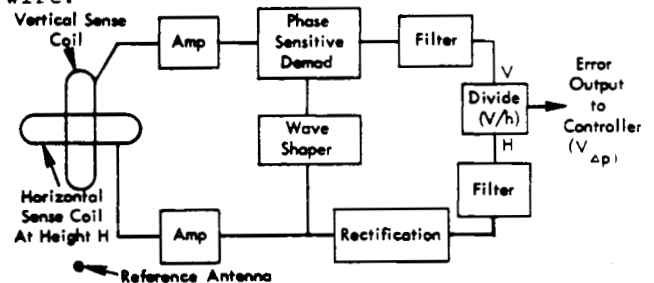 wire.
Vertical Sense
Coil
Amp
Phase
Sensitive
Demad
Filter
V
Divide
(V/h)
H
Error
Output
to
Controller
(V Δp)
Wave
Shaper
Filter
Horizontal
Sense Coil
At Height H
Amp
Rectification
Reference Antenna